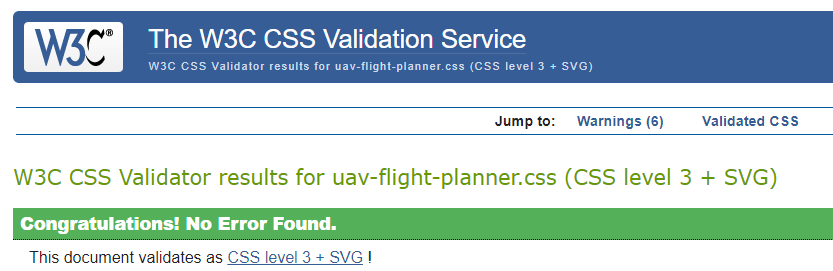 W3C®
The W3C CSS Validation Service
W3C CSS Validator results for uav-flight-planner.css (CSS level 3 + SVG)
Jump to: Warnings (6) Validated CSS
W3C CSS Validator results for uav-flight-planner.css (CSS level 3 + SVG)
Congratulations! No Error Found.
This document validates as CSS level 3 + SVG !